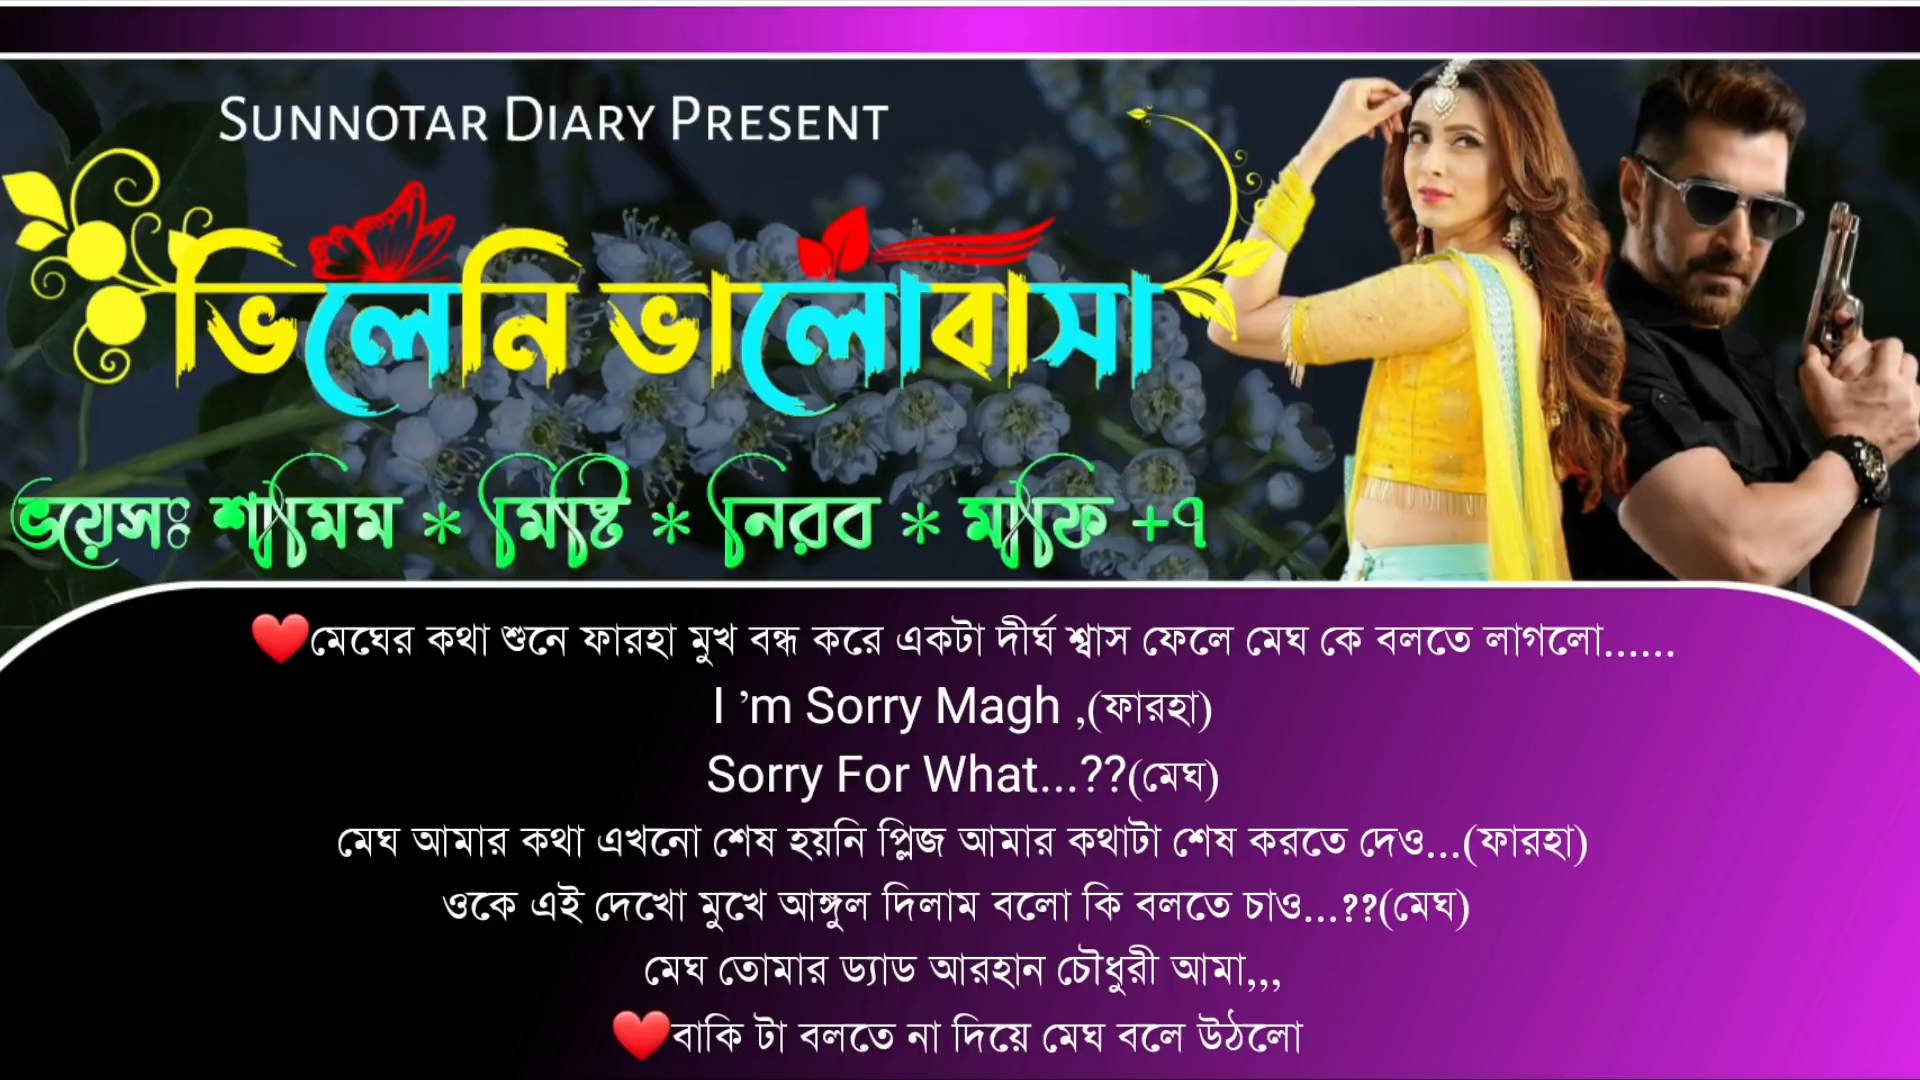 SUNNOTAR DIARY PRESENT
ভিলেনি ভালোবাসা
ভয়েসঃ শামিম * মিষ্টি * নিরব * মাফি +৭
❤️মেঘের কথা শুনে ফারহা মুখ বন্ধ করে একটা দীর্ঘ শ্বাস ফেলে মেঘ কে বলতে লাগলো......
I ’m Sorry Magh ,(ফারহা)
Sorry For What...??(মেঘ)
মেঘ আমার কথা এখনো শেষ হয়নি প্লিজ আমার কথাটা শেষ করতে দেও...(ফারহা)
ওকে এই দেখো মুখে আঙ্গুল দিলাম বলো কি বলতে চাও...??(মেঘ)
মেঘ তোমার ড্যাড আরহান চৌধুরী আমা,,,
❤️বাকি টা বলতে না দিয়ে মেঘ বলে উঠলো